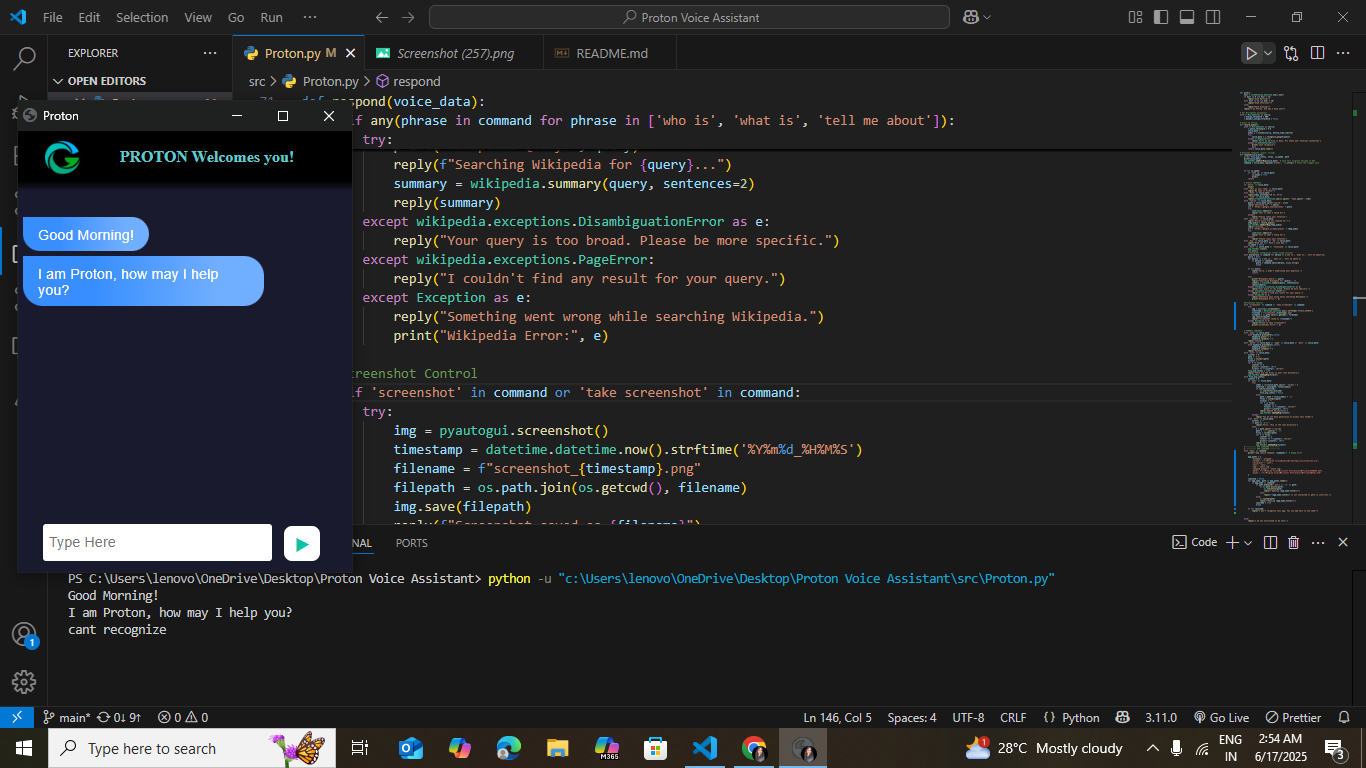 File Edit Selection View Go Run ···
Proton Voice Assistant
EXPLORER ···
OPEN EDITORS
Proton.py M
Screenshot (257).png
README.md
src > Proton.py > respond
respond(voice_data):
if any(phrase in command for phrase in ['who is', 'what is', 'tell me about']):
try:
reply(f"Searching Wikipedia for {query}...")
summary = wikipedia.summary(query, sentences=2)
reply(summary)
except wikipedia.exceptions.DisambiguationError as e:
reply("Your query is too broad. Please be more specific.")
except wikipedia.exceptions.PageError:
reply("I couldn't find any result for your query.")
except Exception as e:
reply("Something went wrong while searching Wikipedia.")
print("Wikipedia Error:", e)
reenshot Control
f 'screenshot' in command or 'take screenshot' in command:
try:
img = pyautogui.screenshot()
timestamp = datetime.datetime.now().strftime('%Y%m%d_%H%M%S')
filename = f"screenshot_{timestamp}.png"
filepath = os.path.join(os.getcwd(), filename)
img.save(filepath)
reply(f"Screenshot saved as {filename}")
Proton
PROTON Welcomes you!
Good Morning!
I am Proton, how may I help
you?
Type Here
NAL PORTS
Code
PS C:\Users\lenovo\OneDrive\Desktop\Proton Voice Assistant> python -u "c:\Users\lenovo\OneDrive\Desktop\Proton Voice Assistant\src\Proton.py"
Good Morning!
I am Proton, how may I help you?
cant recognize
1
main* 0↓ 9↑ 0 0
Ln 146, Col 5 Spaces: 4 UTF-8 CRLF {} Python 3.11.0 Go Live Prettier
Type here to search
M365
1
28°C Mostly cloudy
ENG
IN
2:54 AM
6/17/2025
3